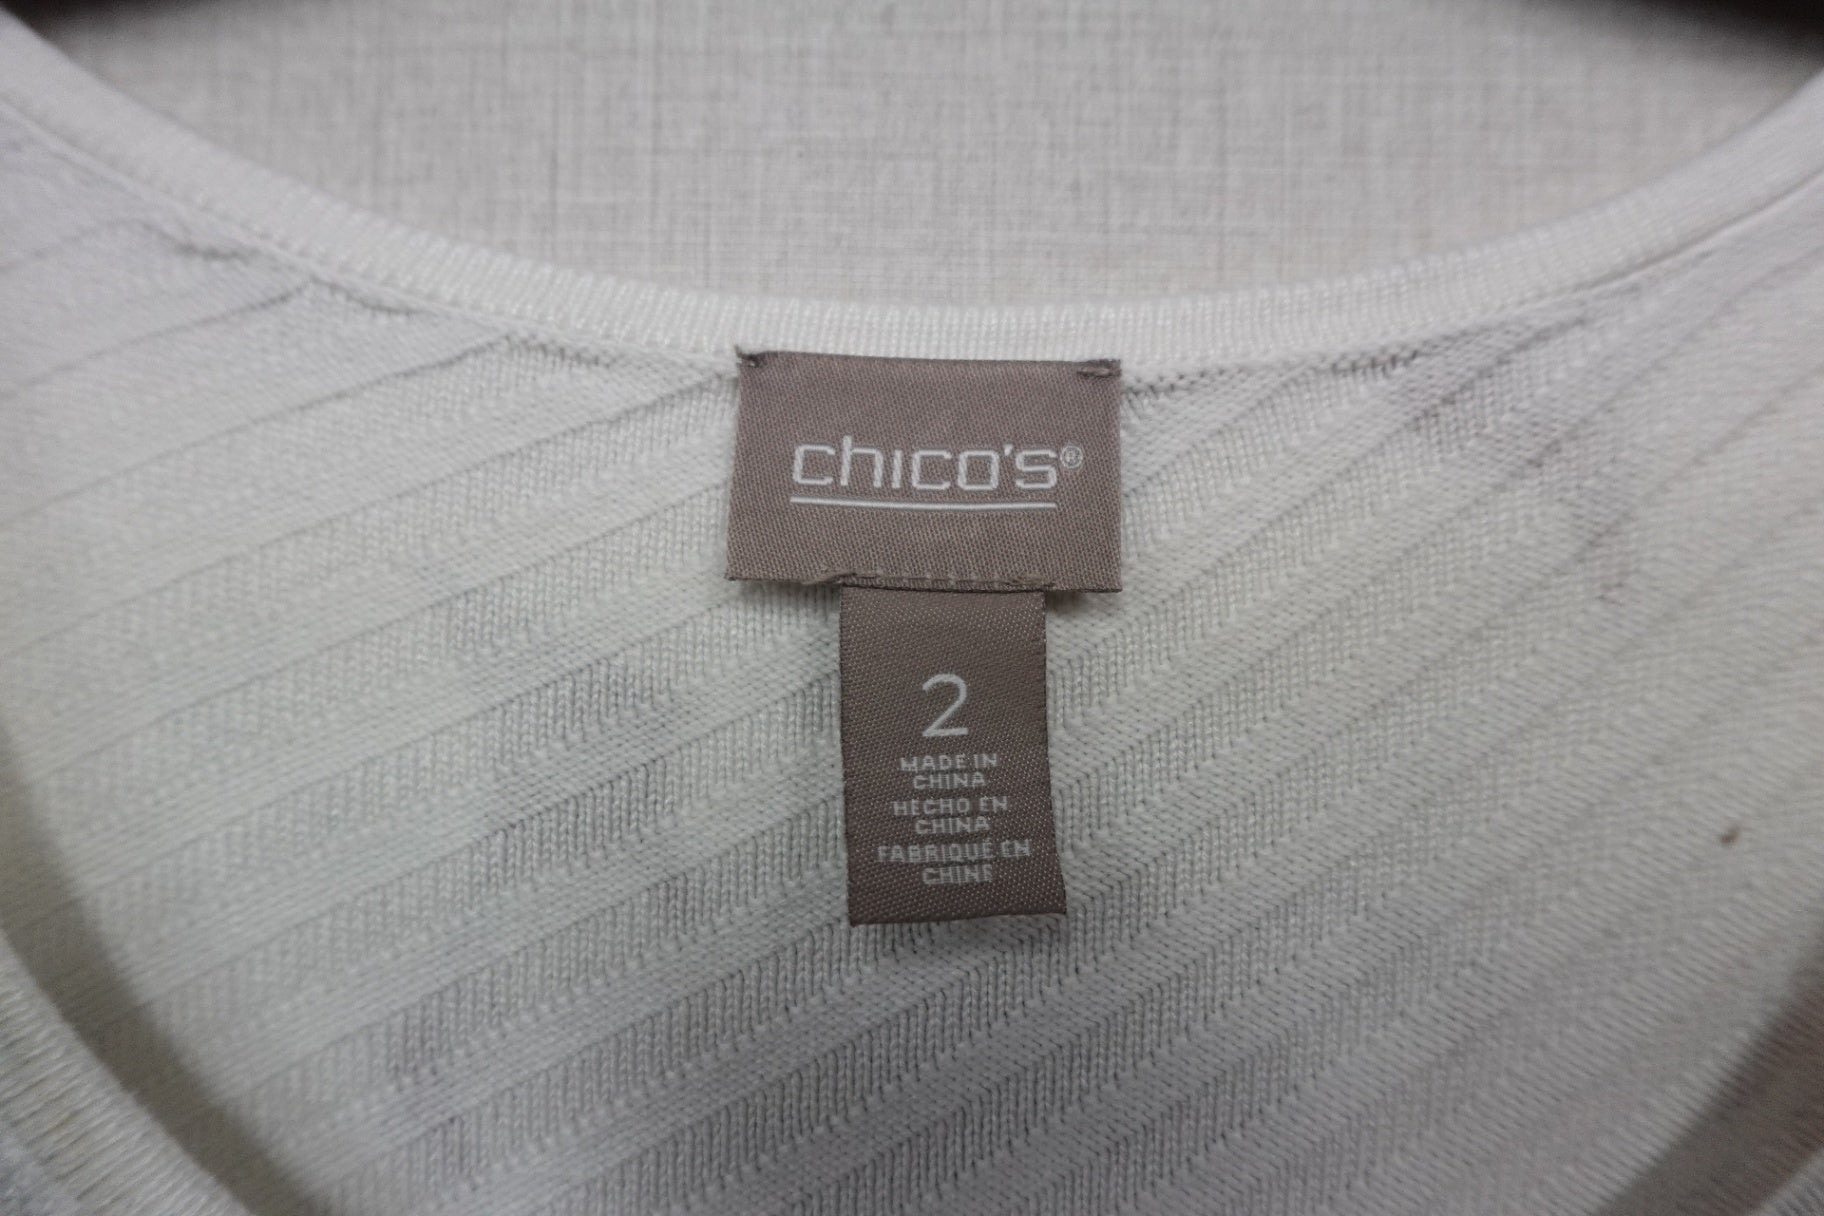 chico's®
2
MADE IN
CHINA
HECHO EN
CHINA
FABRIQUÉ EN
CHINE